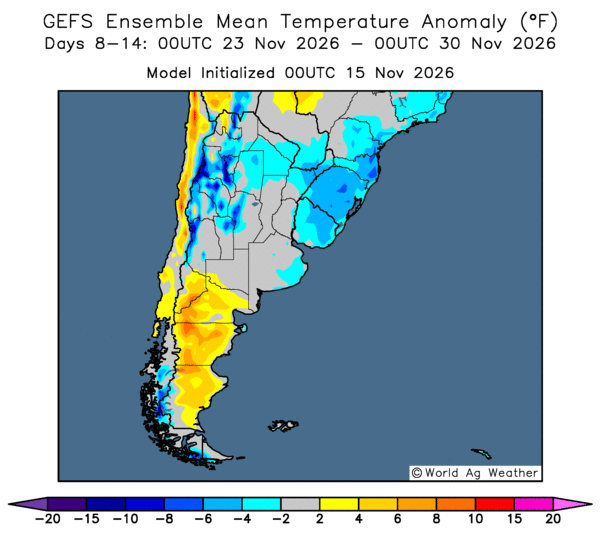 GEFS Ensemble Mean Temperature Anomaly (°F)
Days 8−14: 00UTC 23 Nov 2026 − 00UTC 30 Nov 2026
Model Initialized 00UTC 15 Nov 2026
© World Ag Weather
−20 −15 −10 −8 −6 −4 −2 2 4 6 8 10 15 20